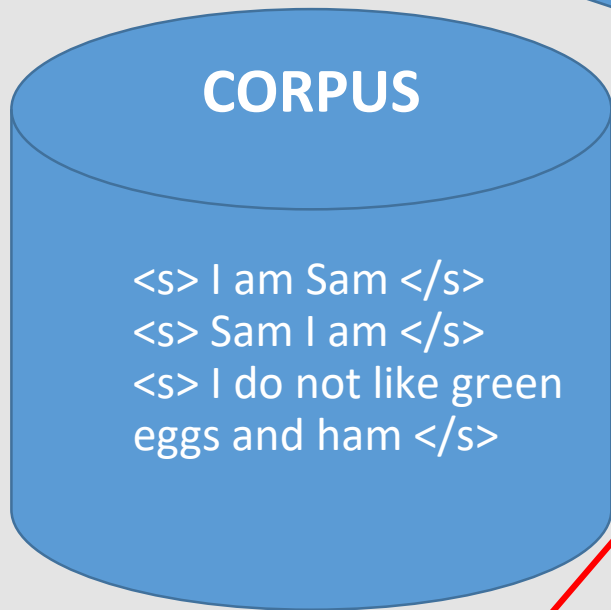 CORPUS
<s> I am Sam </s>
<s> Sam I am </s>
<s> I do not like green
eggs and ham </s>